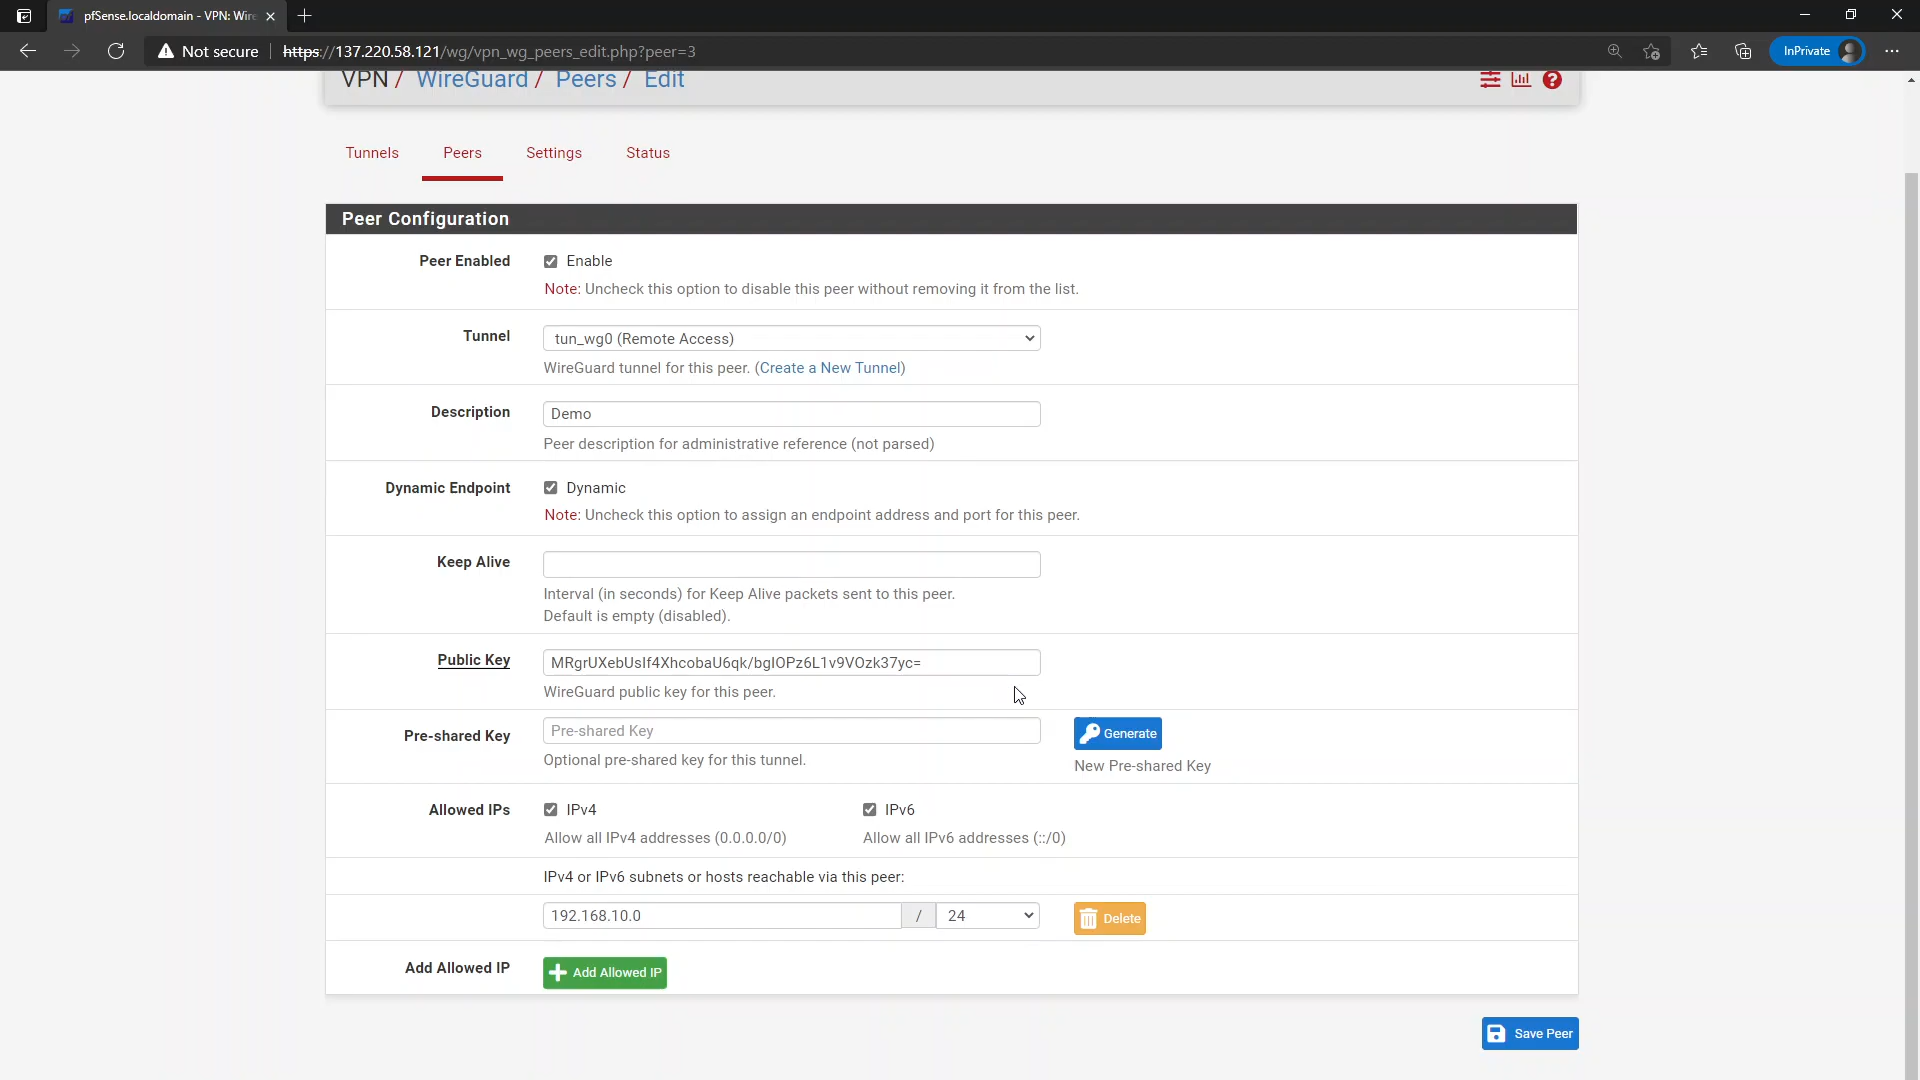 pfSense.localdomain - VPN: Wire
Not secure
https://137.220.58.121/wg/vpn_wg_peers_edit.php?peer=3
InPrivate
VPN / WireGuard / Peers / Edit
Tunnels
Peers
Settings
Status
Peer Configuration
Peer Enabled
Enable
Note: Uncheck this option to disable this peer without removing it from the list.
Tunnel
tun_wg0 (Remote Access)
WireGuard tunnel for this peer. (Create a New Tunnel)
Description
Demo
Peer description for administrative reference (not parsed)
Dynamic Endpoint
Dynamic
Note: Uncheck this option to assign an endpoint address and port for this peer.
Keep Alive
Interval (in seconds) for Keep Alive packets sent to this peer.
Default is empty (disabled).
Public Key
MRgrUXebUsIf4XhcobaU6qk/bgIOPz6L1v9VOzk37yc=
WireGuard public key for this peer.
Pre-shared Key
Pre-shared Key
Generate
Optional pre-shared key for this tunnel.
New Pre-shared Key
Allowed IPs
IPv4
IPv6
Allow all IPv4 addresses (0.0.0.0/0)
Allow all IPv6 addresses (::/0)
IPv4 or IPv6 subnets or hosts reachable via this peer:
192.168.10.0 / 24
Delete
Add Allowed IP
Add Allowed IP
Save Peer